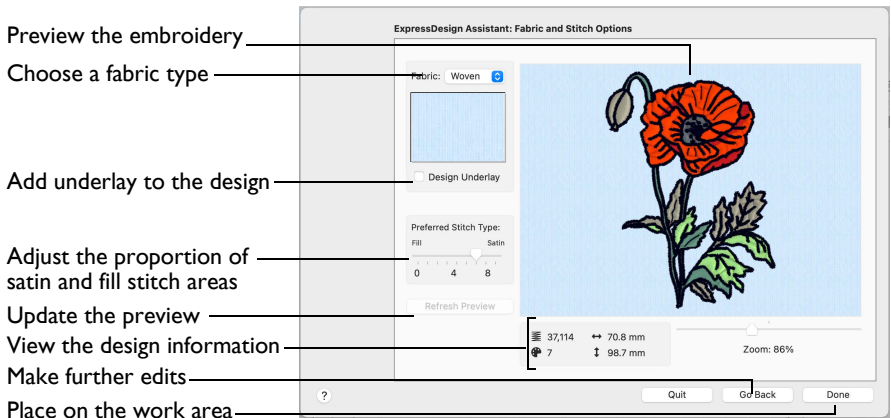 ExpressDesign Assistant: Fabric and Stitch Options
Preview the embroidery
Choose a fabric type
Fabric: Woven
Add underlay to the design
Design Underlay
Preferred Stitch Type:
Fill Satin
0 4 8
Adjust the proportion of
satin and fill stitch areas
Refresh Preview
Update the preview
View the design information
37,114 ↔ 70.8 mm
7 ↕ 98.7 mm
Zoom: 86%
Make further edits
? Quit Go Back Done
Place on the work area